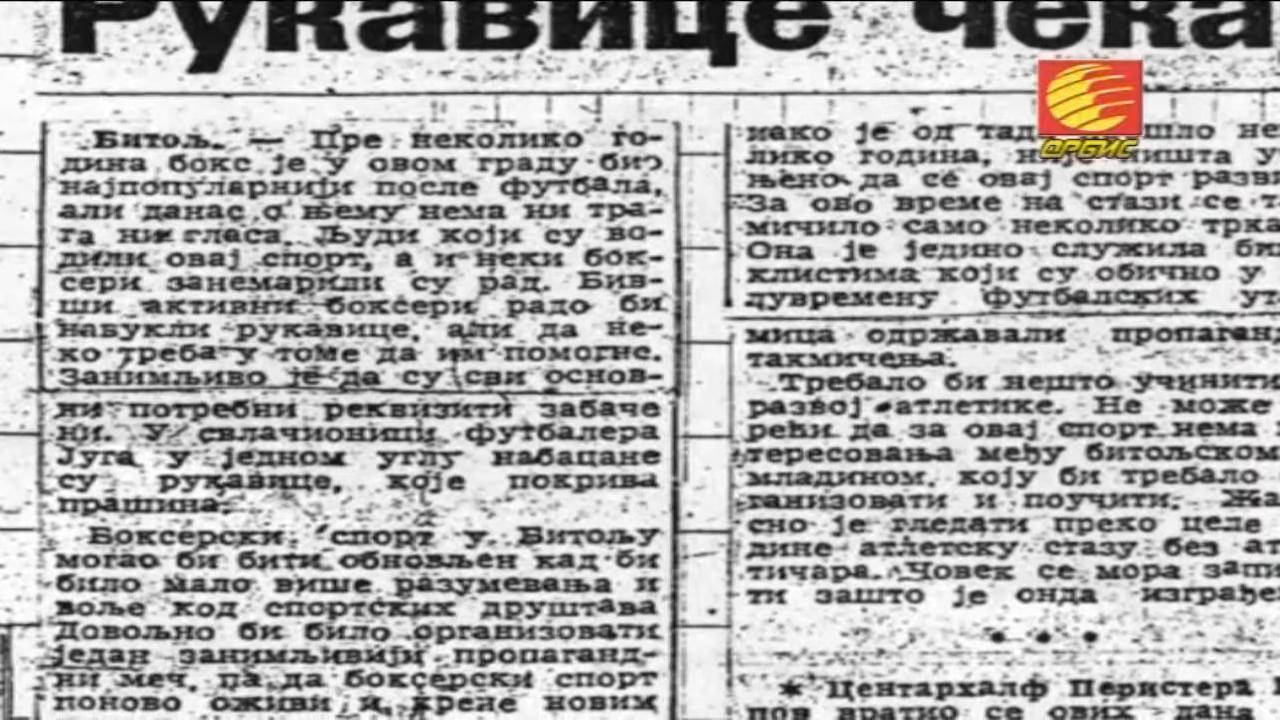 Рукавице чека
ОРБИС
Битољ. — Пре неколико го-
дина бокс је у овом граду био
најпопуларнији после футбала,
али данас о њему нема ни тра-
га ни гласа. Људи који су во-
дили овај спорт, а и неки бок-
сери занемарили су рад. Бив-
ши активни боксери радо би
навукли рукавице, али да не-
ко треба у томе да им помогне.
Занимљиво је да су сви основ-
ни потребни реквизити забаче
ни. У свлачионици футбалера
Југа у једном углу набацане
су рукавице, које покрива
прашина.
Боксерски спорт у Битољу
могао би бити обновљен кад би
било мало више разумевања и
воље код спортских друштава
Довољно би било организовати
један занимљивији пропаганд-
ни меч, па да боксерски спорт
поново оживи и крене новим
иако је од тад шло не
лико година, н ништа у
њено да се овај спорт разви
За ово време на стази се т
мичило само неколико трка
Она је једино служила би
клистима који су обично у
лувремену футбалских ут
мица одржавали пропаган
такмичења.
Требало би нешто учинити
развој атлетике. Не може
рећи да за овај спорт нема
тересовања међу битољском
младином, коју би требало
ганизовати и поучити. Жа
сно је гледати преко целе
дине атлетску стазу без ат
тичара. Човек се мора запи
ти зашто је онда изграђе
* * *
* Центархалф Перистера
пов вратио се ових дана